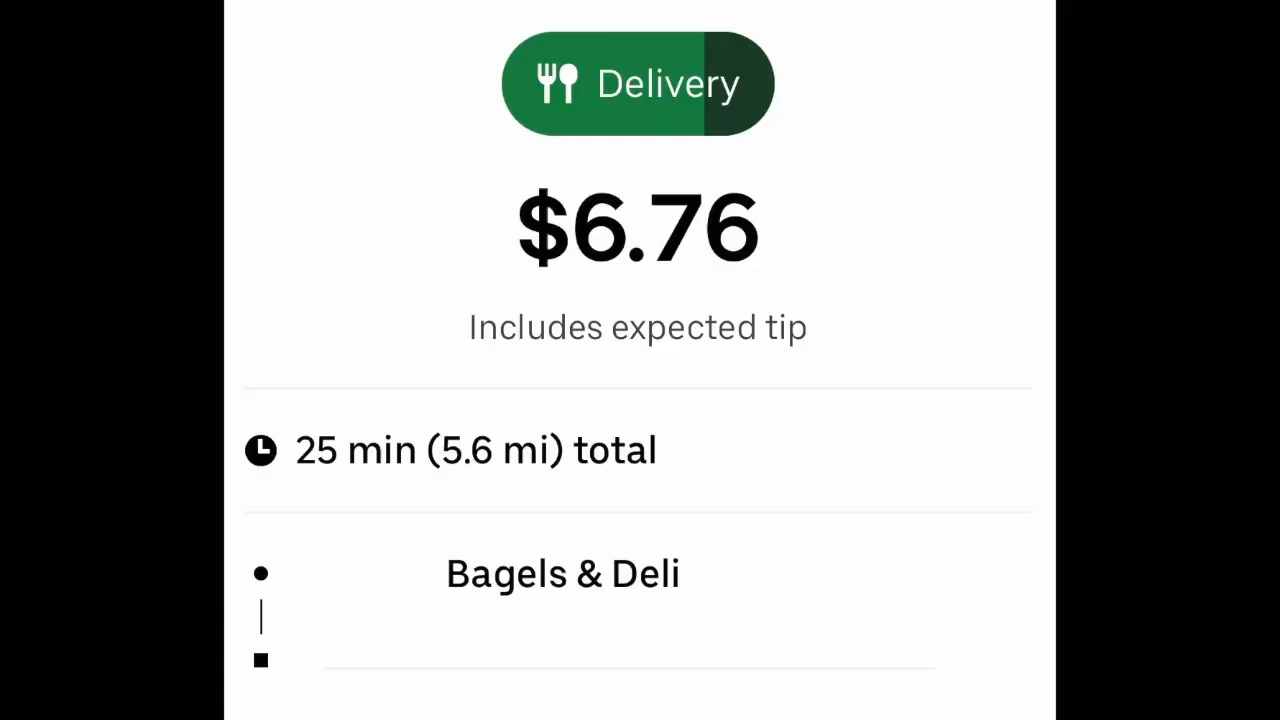 Delivery
$6.76
Includes expected tip
25 min (5.6 mi) total
Bagels & Deli